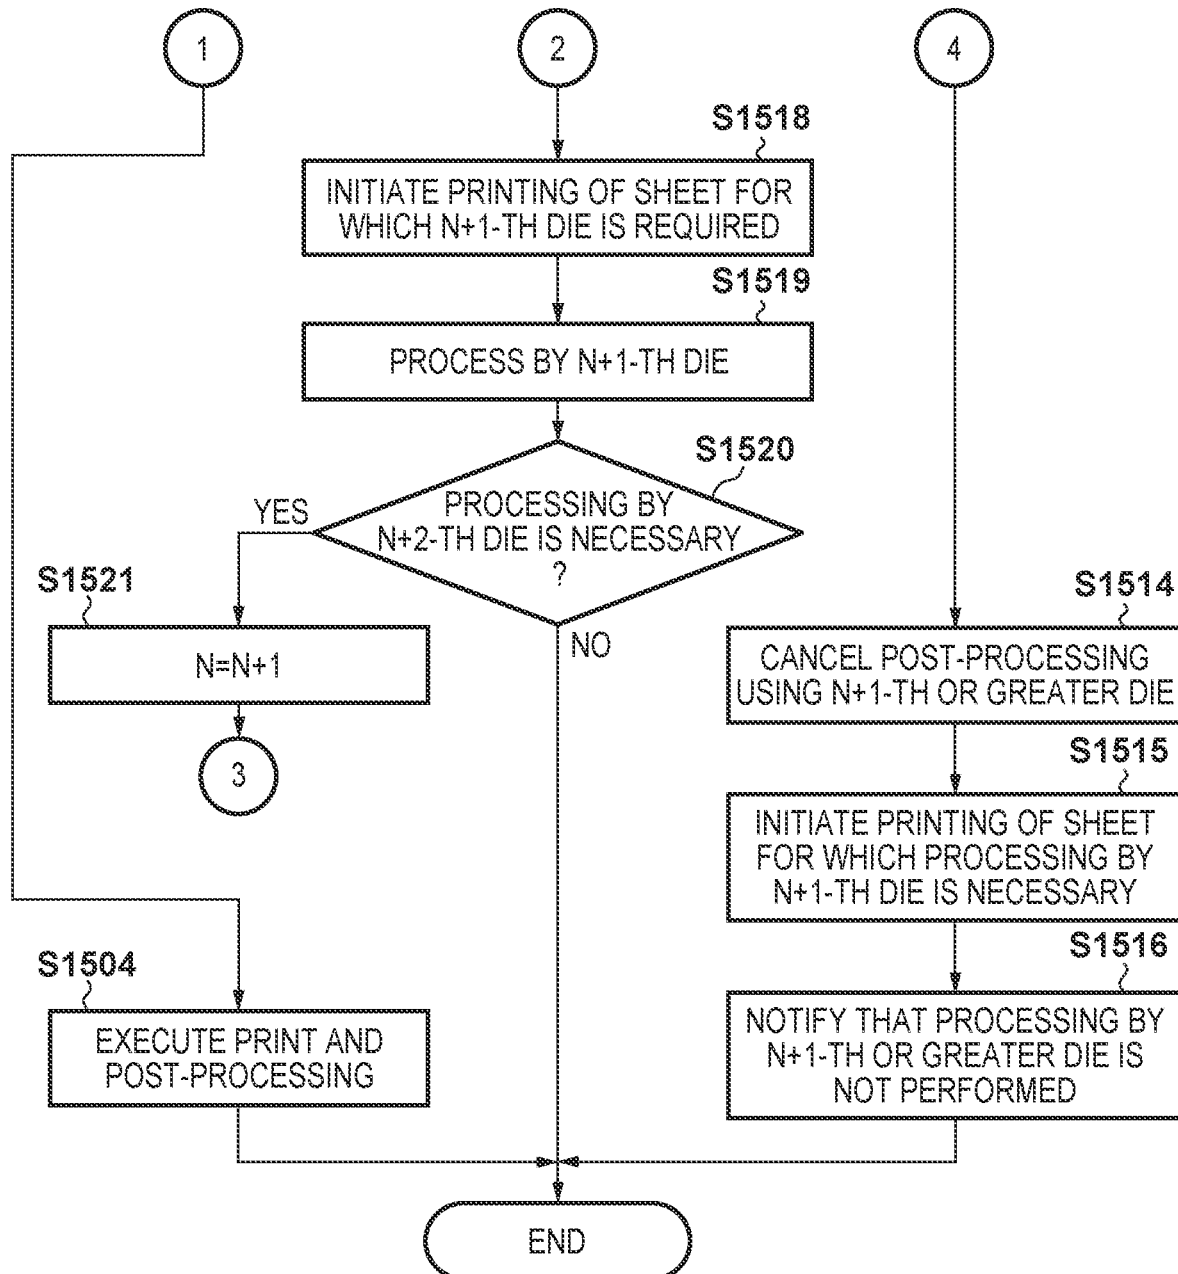 1
2
4
S1518
INITIATE PRINTING OF SHEET FOR
WHICH N+1-TH DIE IS REQUIRED
S1519
PROCESS BY N+1-TH DIE
S1520
PROCESSING BY
N+2-TH DIE IS NECESSARY
?
YES
NO
S1521
N=N+1
3
S1514
CANCEL POST-PROCESSING
USING N+1-TH OR GREATER DIE
S1515
INITIATE PRINTING OF SHEET
FOR WHICH PROCESSING BY
N+1-TH DIE IS NECESSARY
S1516
NOTIFY THAT PROCESSING BY
N+1-TH OR GREATER DIE IS
NOT PERFORMED
S1504
EXECUTE PRINT AND
POST-PROCESSING
END